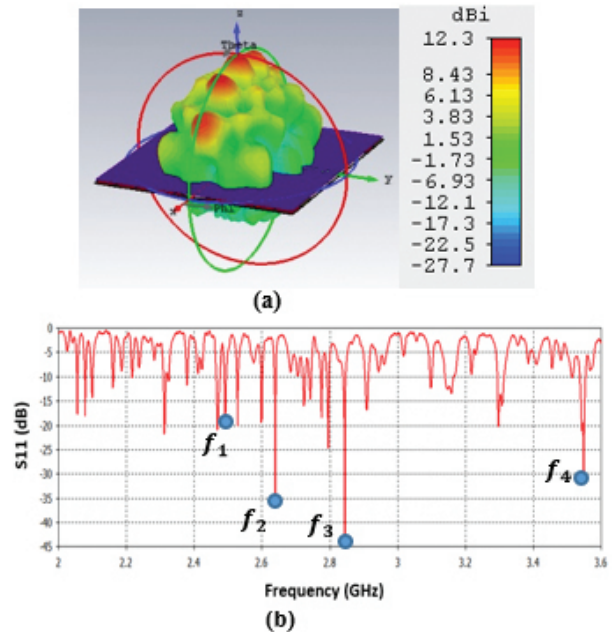 dBi
12.3
8.43
6.13
3.83
1.53
-1.73
-6.93
-12.1
-17.3
-22.5
-27.7
z
Theta
Y
x
Phi
(a)
S11 (dB)
0
-5
-10
-15
-20
-25
-30
-35
-40
-45
f1
f2
f3
f4
2 2.2 2.4 2.6 2.8 3 3.2 3.4 3.6
Frequency (GHz)
(b)